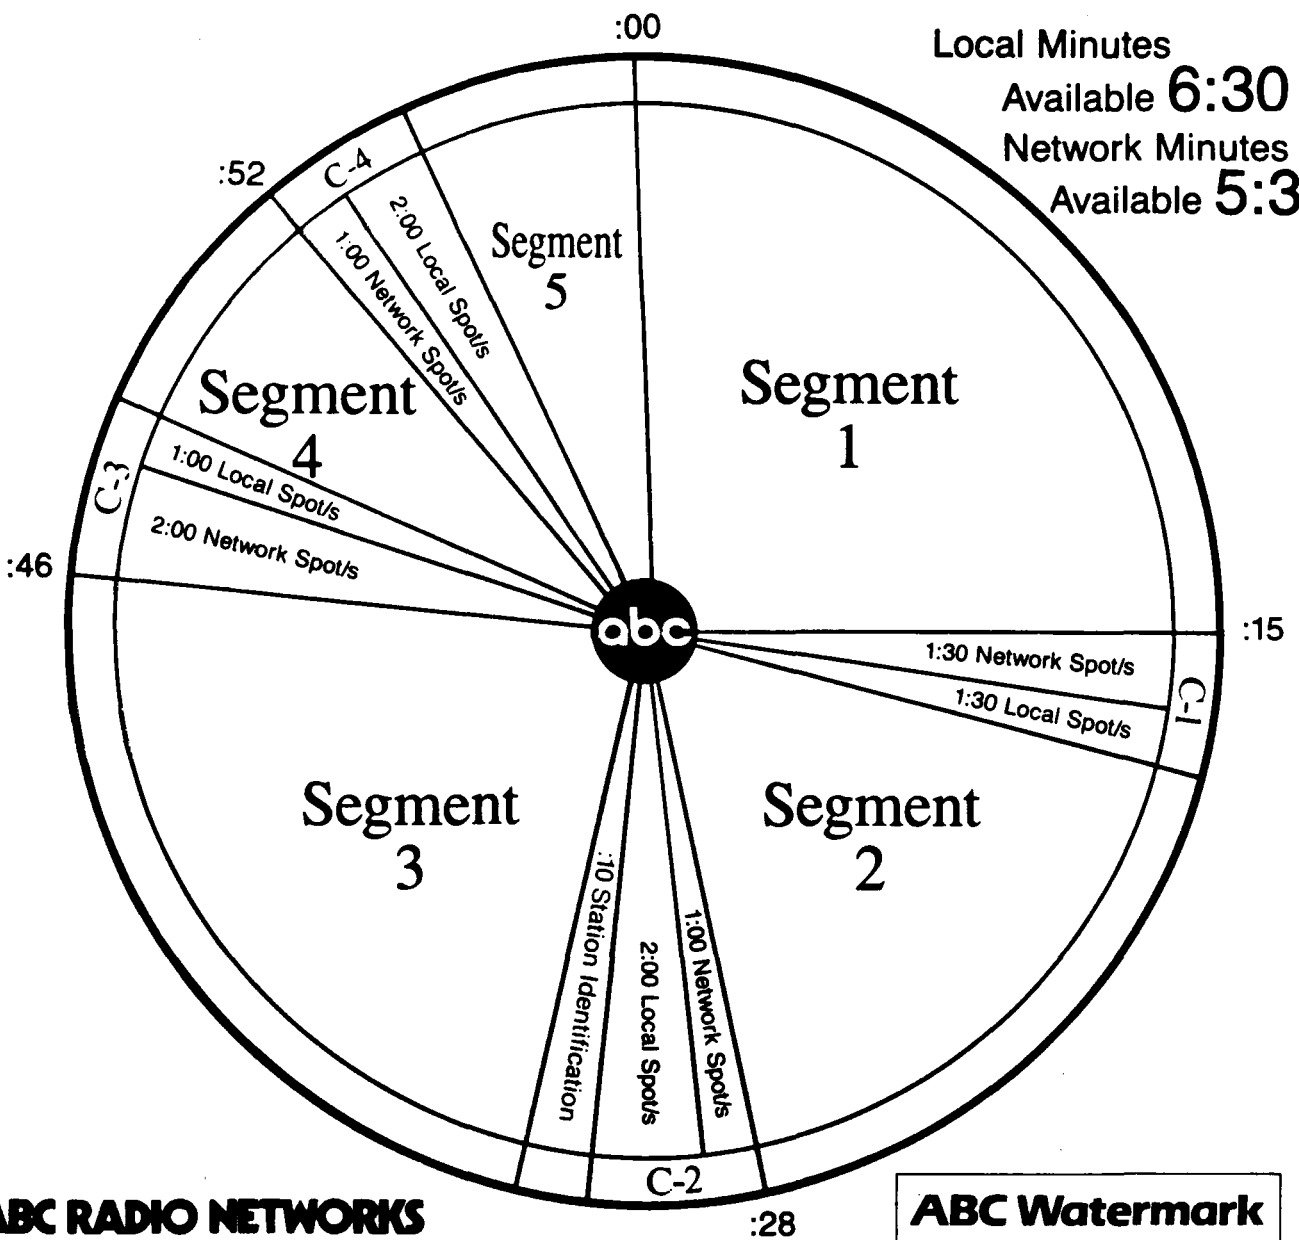 :00
Local Minutes
Available 6:30
Network Minutes
Available 5:3
:52
C-4
2:00 Local Spot/s
1:00 Network Spot/s
Segment
5
Segment
1
Segment
4
C-3
1:00 Local Spot/s
2:00 Network Spot/s
:46
abc
:15
1:30 Network Spot/s
1:30 Local Spot/s
C-1
Segment
3
Segment
2
:10 Station Identification
2:00 Local Spot/s
1:00 Network Spot/s
C-2
:28
ABC RADIO NETWORKS
ABC Watermark